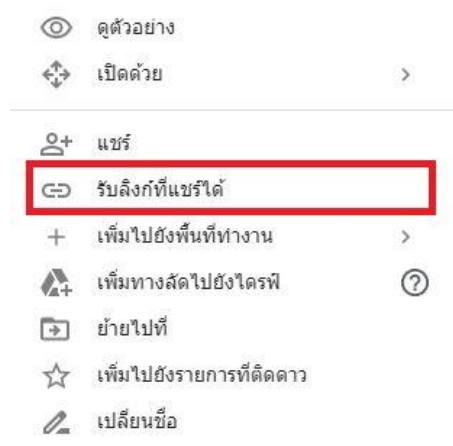 ดูตัวอย่าง
เปิดด้วย
แชร์
รับลิงก์ที่แชร์ได้
เพิ่มไปยังพื้นที่ทำงาน
เพิ่มทางลัดไปยังไดรฟ์
ย้ายไปที่
เพิ่มไปยังรายการที่ติดดาว
เปลี่ยนชื่อ